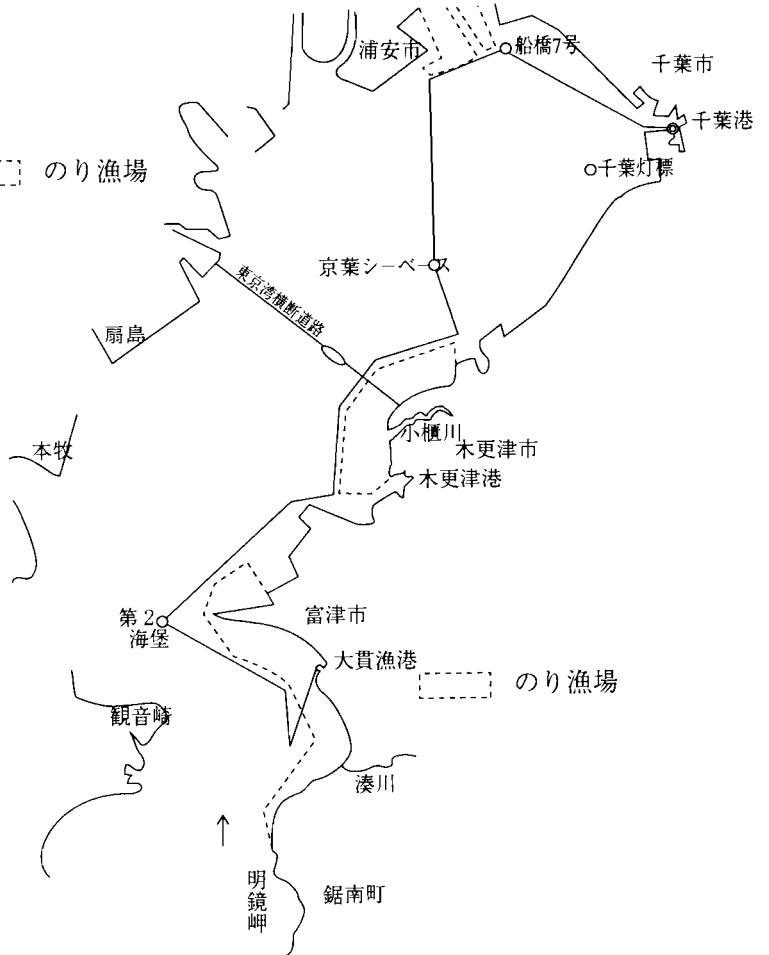 浦安市
船橋7号
千葉市
千葉港
のり漁場
千葉灯標
京葉シーバース
東京湾横断道路
扇島
小櫃川
木更津市
本牧
木更津港
第2
海堡
富津市
大貫漁港
のり漁場
観音崎
湊川
明鏡岬
鋸南町